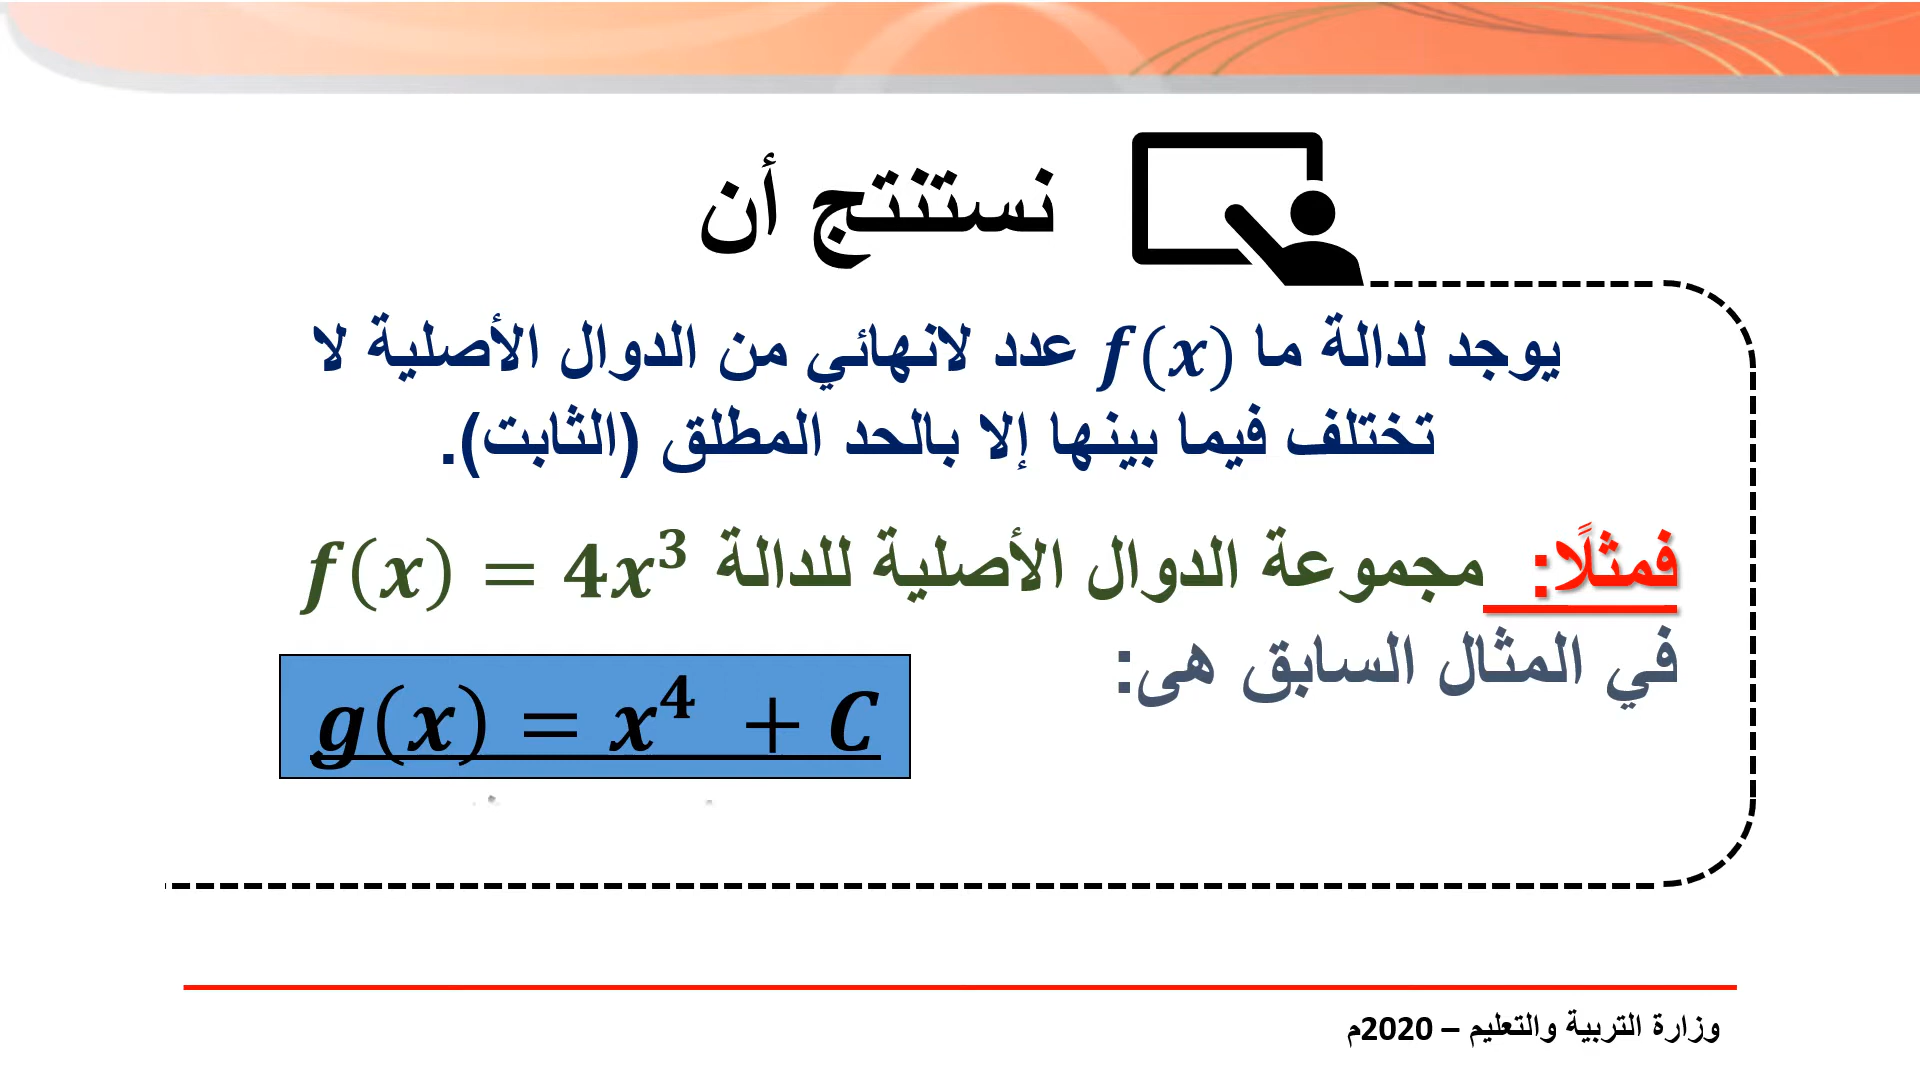 نستنتج أن
يوجد لدالة ما f(x) عدد لانهائي من الدوال الأصلية لا
تختلف فيما بينها إلا بالحد المطلق (الثابت).
فمثلًا: مجموعة الدوال الأصلية للدالة f(x) = 4x³
في المثال السابق هى:
g(x) = x⁴ + C
وزارة التربية والتعليم – 2020م